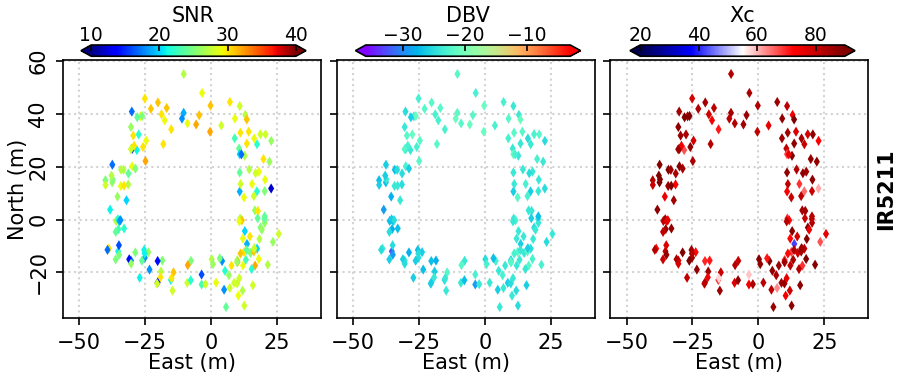 SNR DBV Xc
10 20 30 40 −30 −20 −10 20 40 60 80
60
40
20
0
−20
North (m)
IR5211
−50 −25 0 25 −50 −25 0 25 −50 −25 0 25
East (m) East (m) East (m)